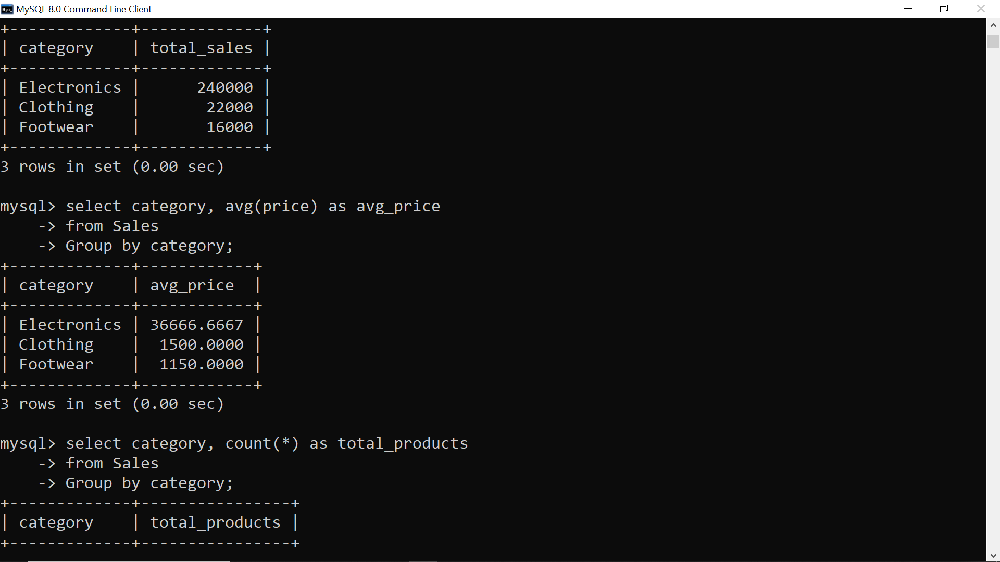 MySQL 8.0 Command Line Client
+-------------+-------------+
| category    | total_sales |
+-------------+-------------+
| Electronics |      240000 |
| Clothing    |       22000 |
| Footwear    |       16000 |
+-------------+-------------+
3 rows in set (0.00 sec)

mysql> select category, avg(price) as avg_price
    -> from Sales
    -> Group by category;
+-------------+------------+
| category    | avg_price  |
+-------------+------------+
| Electronics | 36666.6667 |
| Clothing    |  1500.0000 |
| Footwear    |  1150.0000 |
+-------------+------------+
3 rows in set (0.00 sec)

mysql> select category, count(*) as total_products
    -> from Sales
    -> Group by category;
+-------------+----------------+
| category    | total_products |
+-------------+----------------+